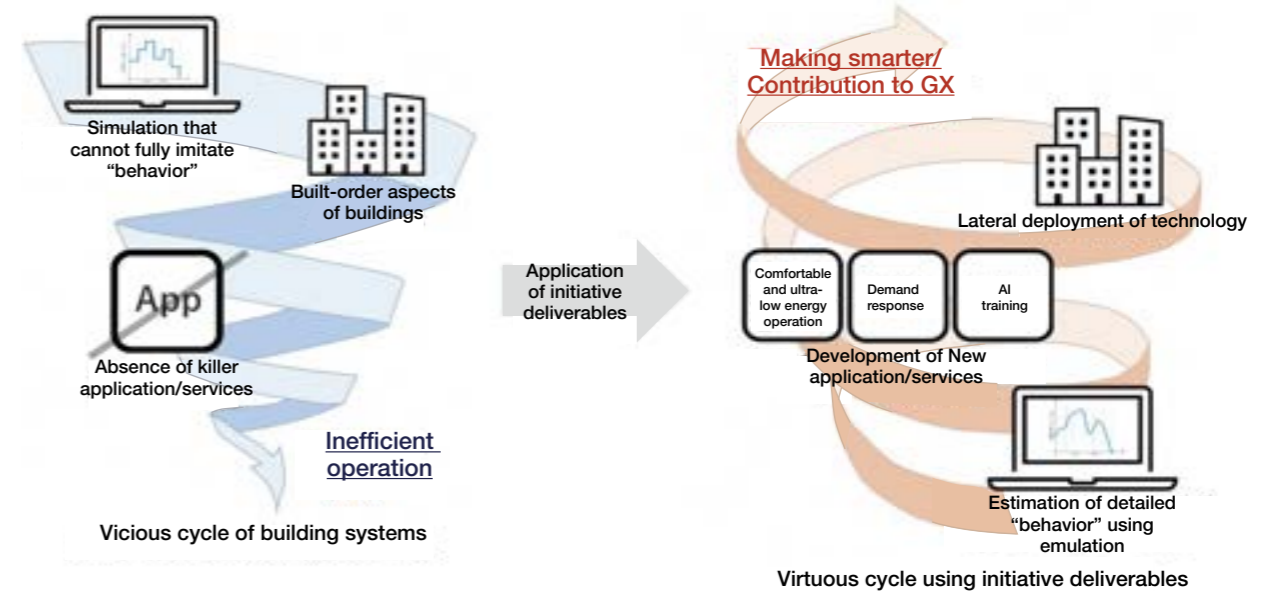 Simulation that
cannot fully imitate
“behavior”
Built-order aspects
of buildings
App
Absence of killer
application/services
Inefficient
operation
Vicious cycle of building systems
Application
of initiative
deliverables
Making smarter/
Contribution to GX
Lateral deployment of technology
Comfortable
and ultra-
low energy
operation
Demand
response
AI
training
Development of New
application/services
Estimation of detailed
“behavior” using
emulation
Virtuous cycle using initiative deliverables